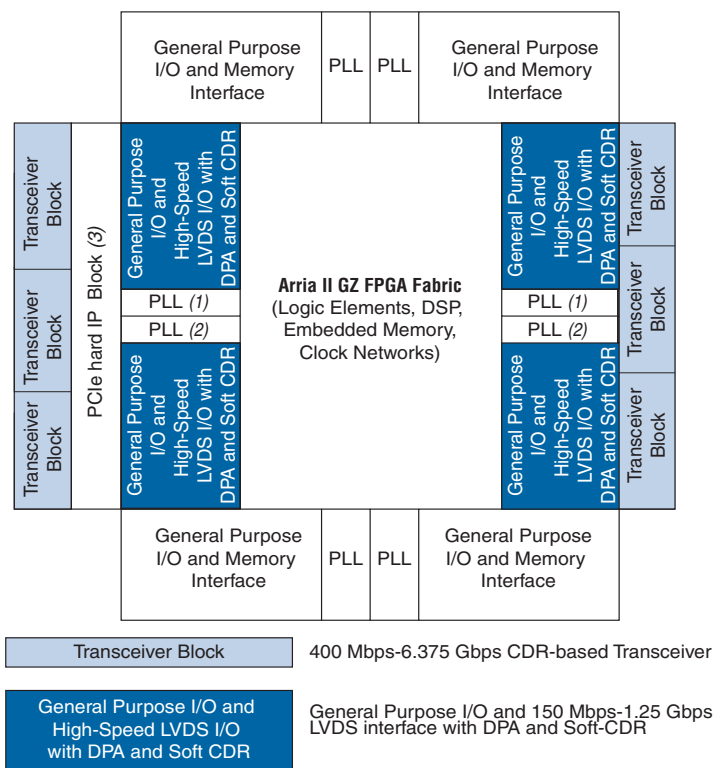 General Purpose
I/O and Memory
Interface
PLL
PLL
General Purpose
I/O and Memory
Interface
Transceiver
Block
Transceiver
Block
Transceiver
Block
PCIe hard IP Block (3)
General Purpose
I/O and
High-Speed
LVDS I/O with
DPA and Soft CDR
PLL (1)
PLL (2)
General Purpose
I/O and
High-Speed
LVDS I/O with
DPA and Soft CDR
Arria II GZ FPGA Fabric
(Logic Elements, DSP,
Embedded Memory,
Clock Networks)
General Purpose
I/O and
High-Speed
LVDS I/O with
DPA and Soft CDR
PLL (1)
PLL (2)
General Purpose
I/O and
High-Speed
LVDS I/O with
DPA and Soft CDR
Transceiver
Block
Transceiver
Block
Transceiver
Block
General Purpose
I/O and Memory
Interface
PLL
PLL
General Purpose
I/O and Memory
Interface
Transceiver Block
400 Mbps-6.375 Gbps CDR-based Transceiver
General Purpose I/O and
High-Speed LVDS I/O
with DPA and Soft CDR
General Purpose I/O and 150 Mbps-1.25 Gbps
LVDS interface with DPA and Soft-CDR